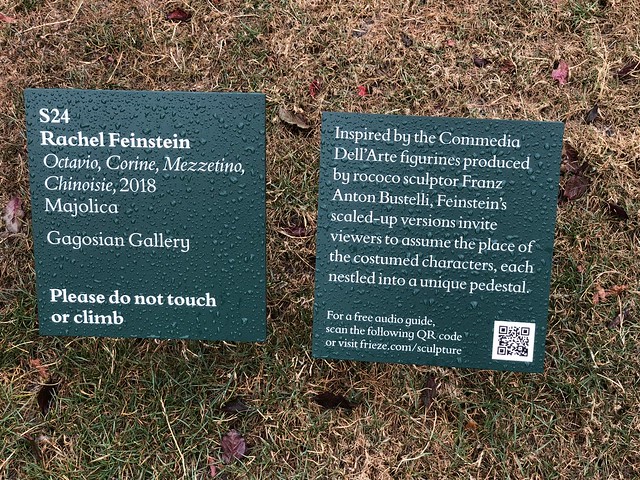 S24
Rachel Feinstein
Octavio, Corine, Mezzetino,
Chinoisie, 2018
Majolica
Gagosian Gallery
Please do not touch
or climb
Inspired by the Commedia
Dell'Arte figurines produced
by rococo sculptor Franz
Anton Bustelli, Feinstein's
scaled-up versions invite
viewers to assume the place of
the costumed characters, each
nestled into a unique pedestal.
For a free audio guide,
scan the following QR code
or visit frieze.com/sculpture